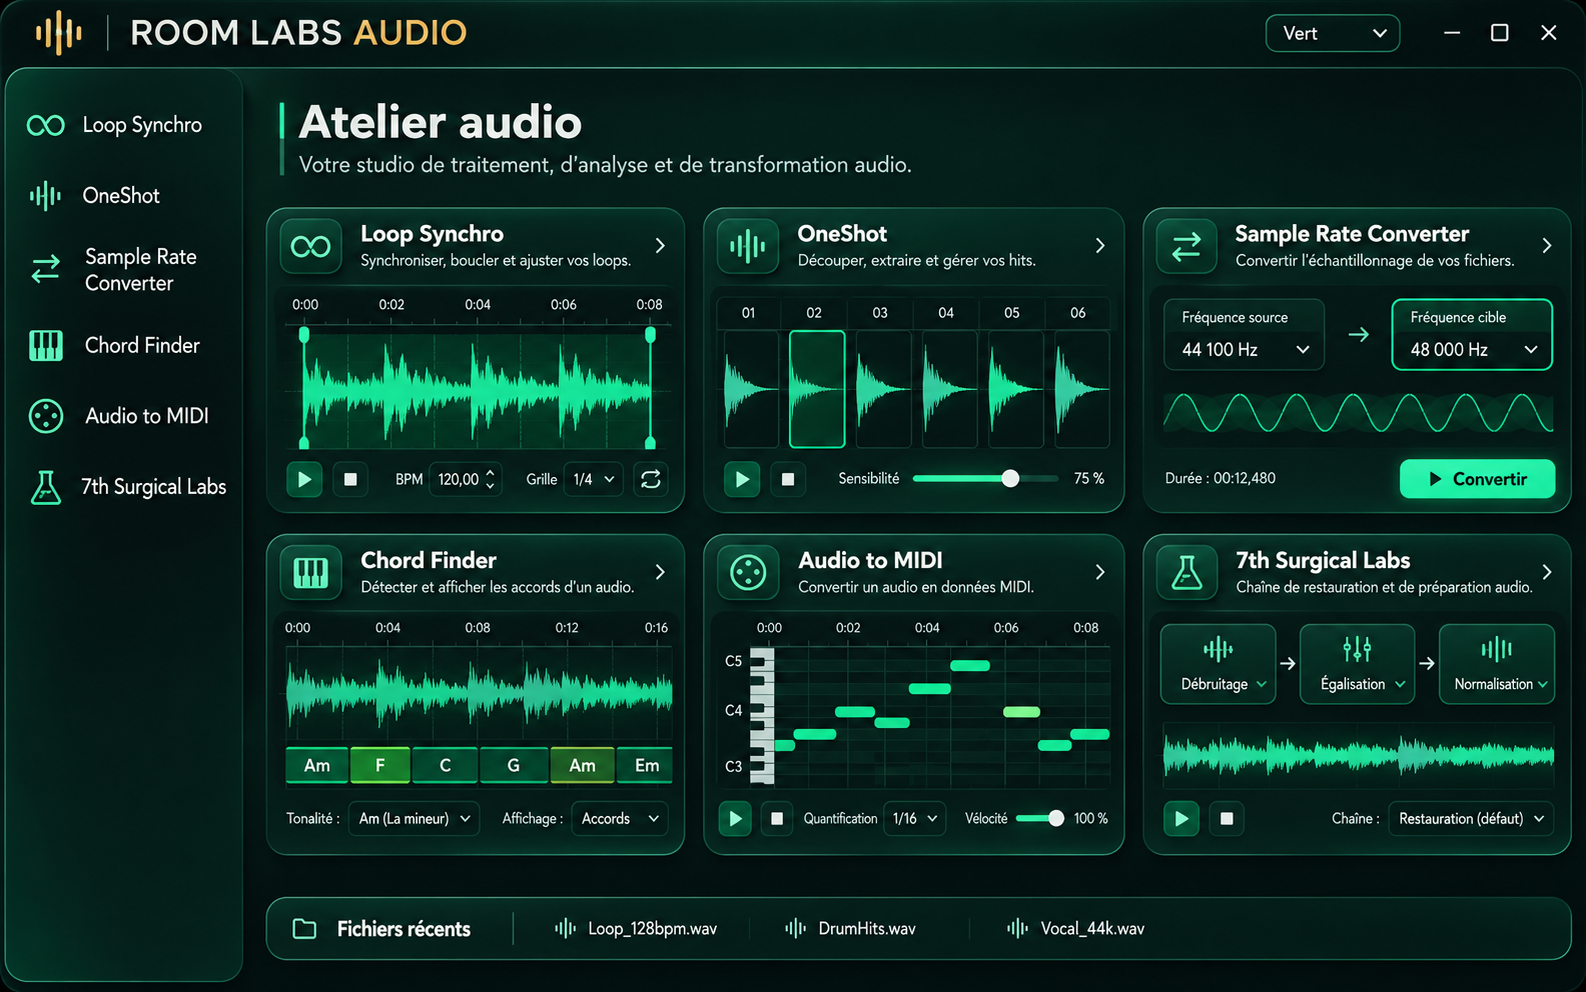 ROOM LABS AUDIO
Vert
Loop Synchro
OneShot
Sample Rate
Converter
Chord Finder
Audio to MIDI
7th Surgical Labs
Atelier audio
Votre studio de traitement, d'analyse et de transformation audio.
Loop Synchro
Synchroniser, boucler et ajuster vos loops.
0:00 0:02 0:04 0:06 0:08
BPM 120,00 Grille 1/4
OneShot
Découper, extraire et gérer vos hits.
01 02 03 04 05 06
Sensibilité 75 %
Sample Rate Converter
Convertir l'échantillonnage de vos fichiers.
Fréquence source
44 100 Hz
Fréquence cible
48 000 Hz
Durée : 00:12,480
Convertir
Chord Finder
Détecter et afficher les accords d'un audio.
0:00 0:04 0:08 0:12 0:16
Am F C G Am Em
Tonalité : Am (La mineur) Affichage : Accords
Audio to MIDI
Convertir un audio en données MIDI.
0:00 0:02 0:04 0:06 0:08
C5
C4
C3
Quantification 1/16 Vélocité 100 %
7th Surgical Labs
Chaîne de restauration et de préparation audio.
Débruitage Égalisation Normalisation
Chaîne : Restauration (défaut)
Fichiers récents Loop_128bpm.wav DrumHits.wav Vocal_44k.wav